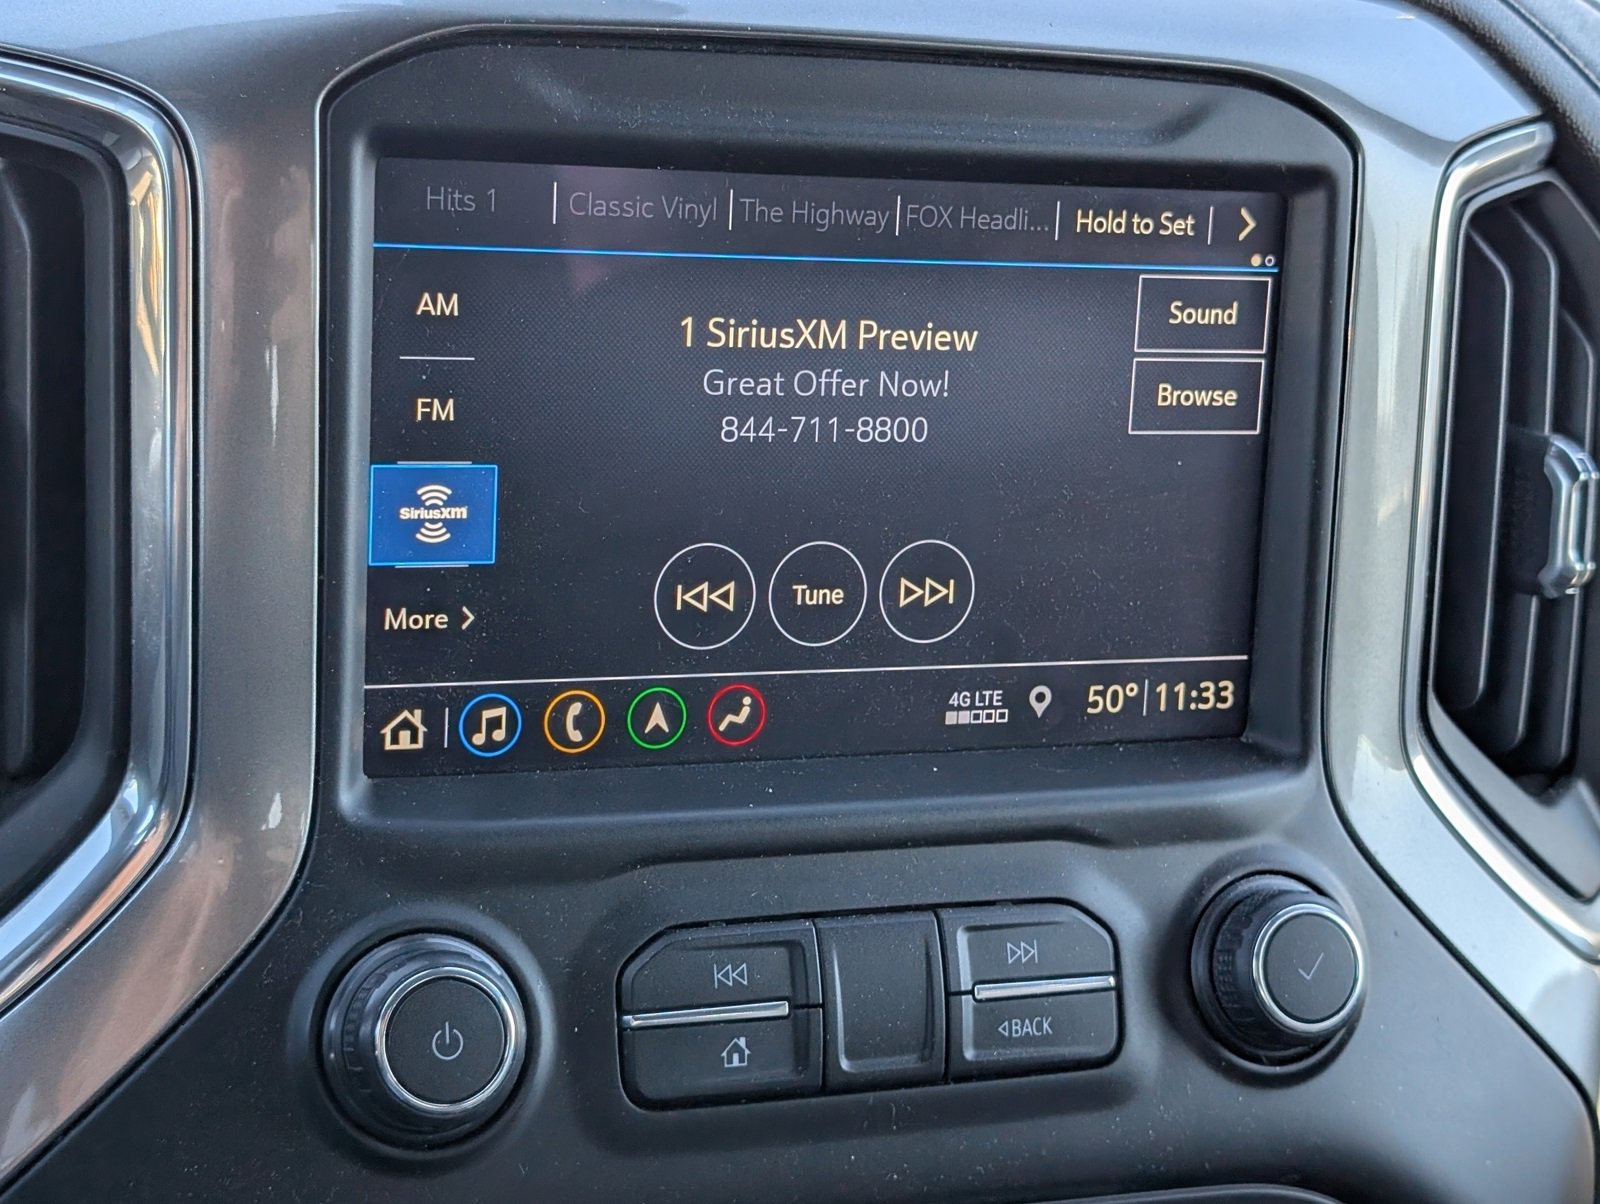 Hits 1 | Classic Vinyl | The Highway | FOX Headli... | Hold to Set |
AM
FM
SiriusXM
More
1 SiriusXM Preview
Great Offer Now!
844-711-8800
Sound
Browse
Tune
4G LTE
50° | 11:33
BACK